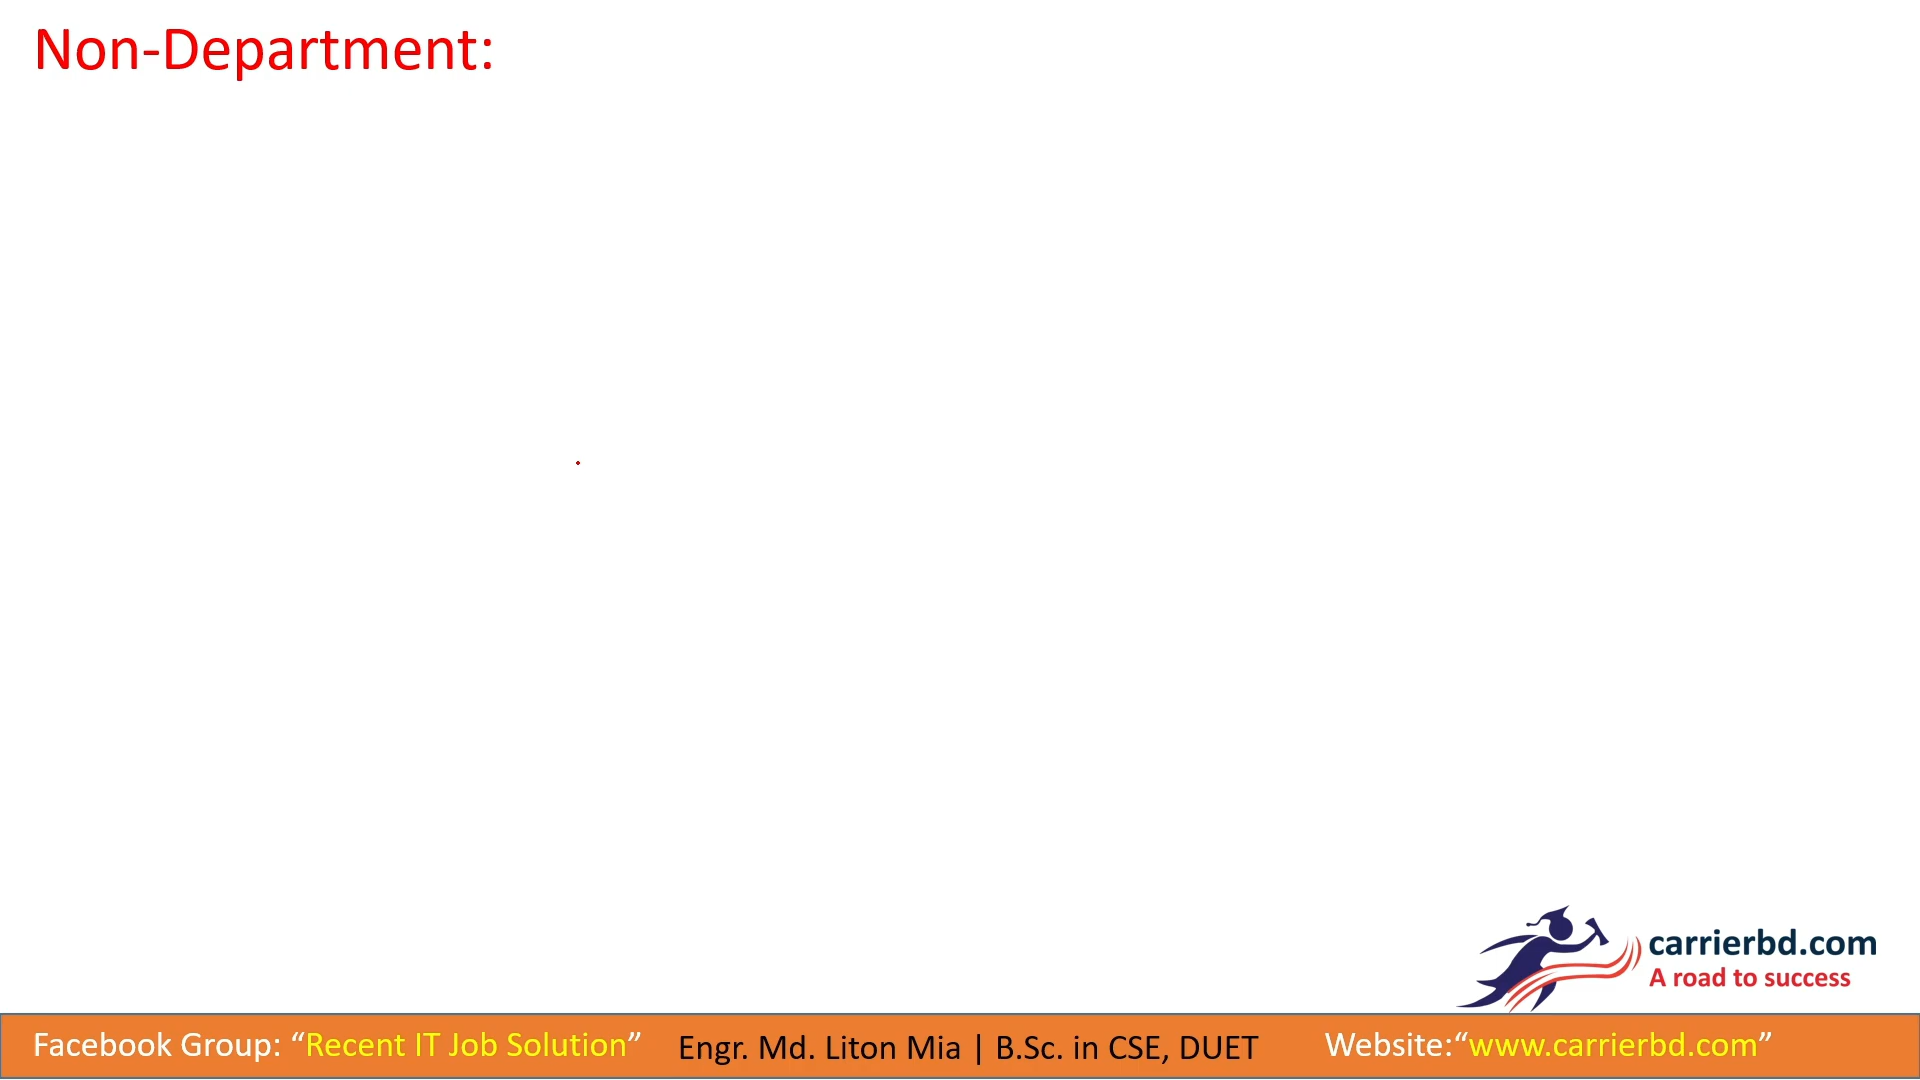 Non-Department:
carrierbd.com
A road to success
Facebook Group: “Recent IT Job Solution” Engr. Md. Liton Mia | B.Sc. in CSE, DUET Website:“www.carrierbd.com”